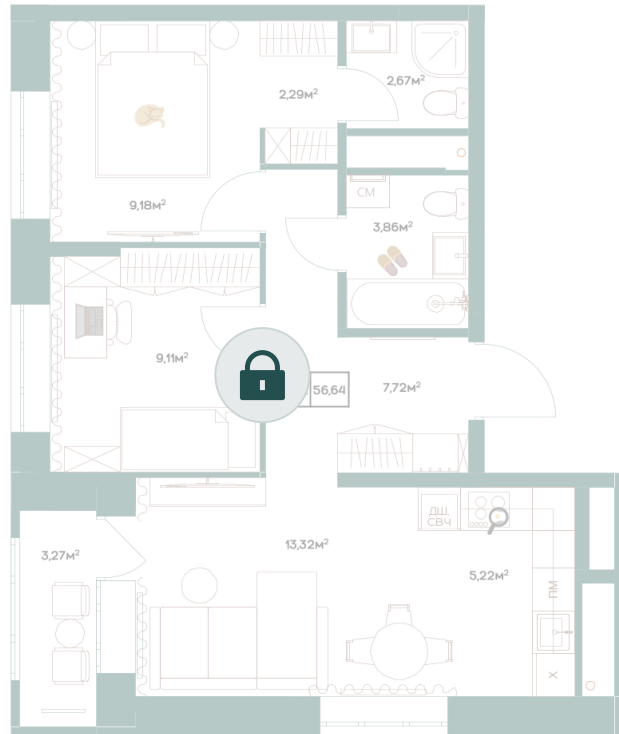 2,29м²
2,67м²
9,18м²
СМ
3,86м²
9,11м²
56,64
7,72м²
ДШ
СВЧ
3,27м²
13,32м²
5,22м²
ПМ
Х